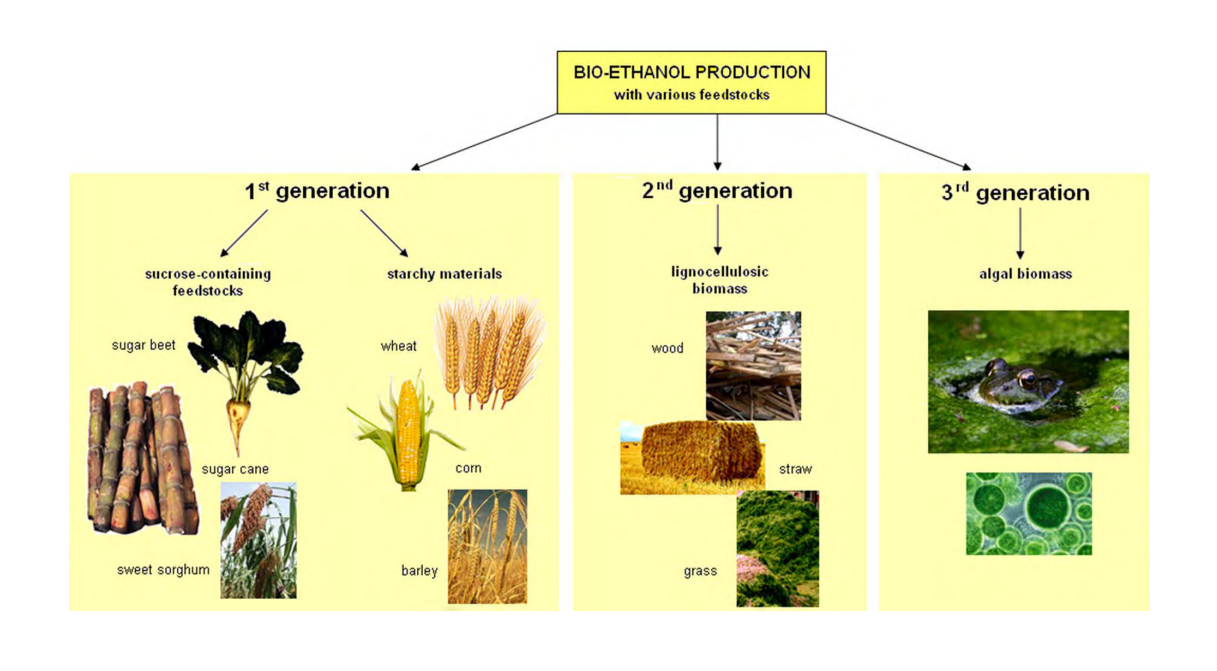 BIO-ETHANOL PRODUCTION
with various feedstocks
1st generation
sucrose-containing
feedstocks
sugar beet
sugar cane
sweet sorghum
starchy materials
wheat
corn
barley
2nd generation
lignocellulosic
biomass
wood
straw
grass
3rd generation
algal biomass